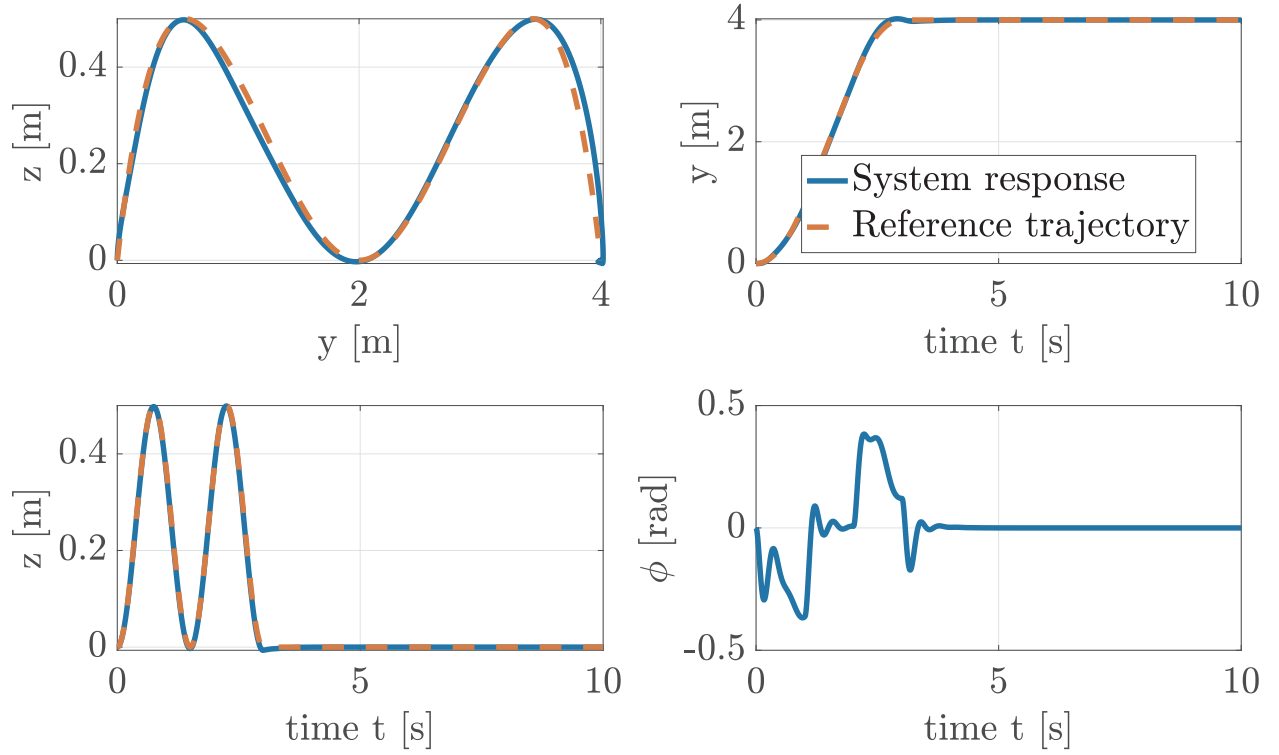 z [m]
0.4
0.2
0
0 2 4
y [m]
y [m]
4
2
0
System response
Reference trajectory
0 5 10
time t [s]
z [m]
0.4
0.2
0
0 5 10
time t [s]
ϕ [rad]
0.5
0
-0.5
0 5 10
time t [s]